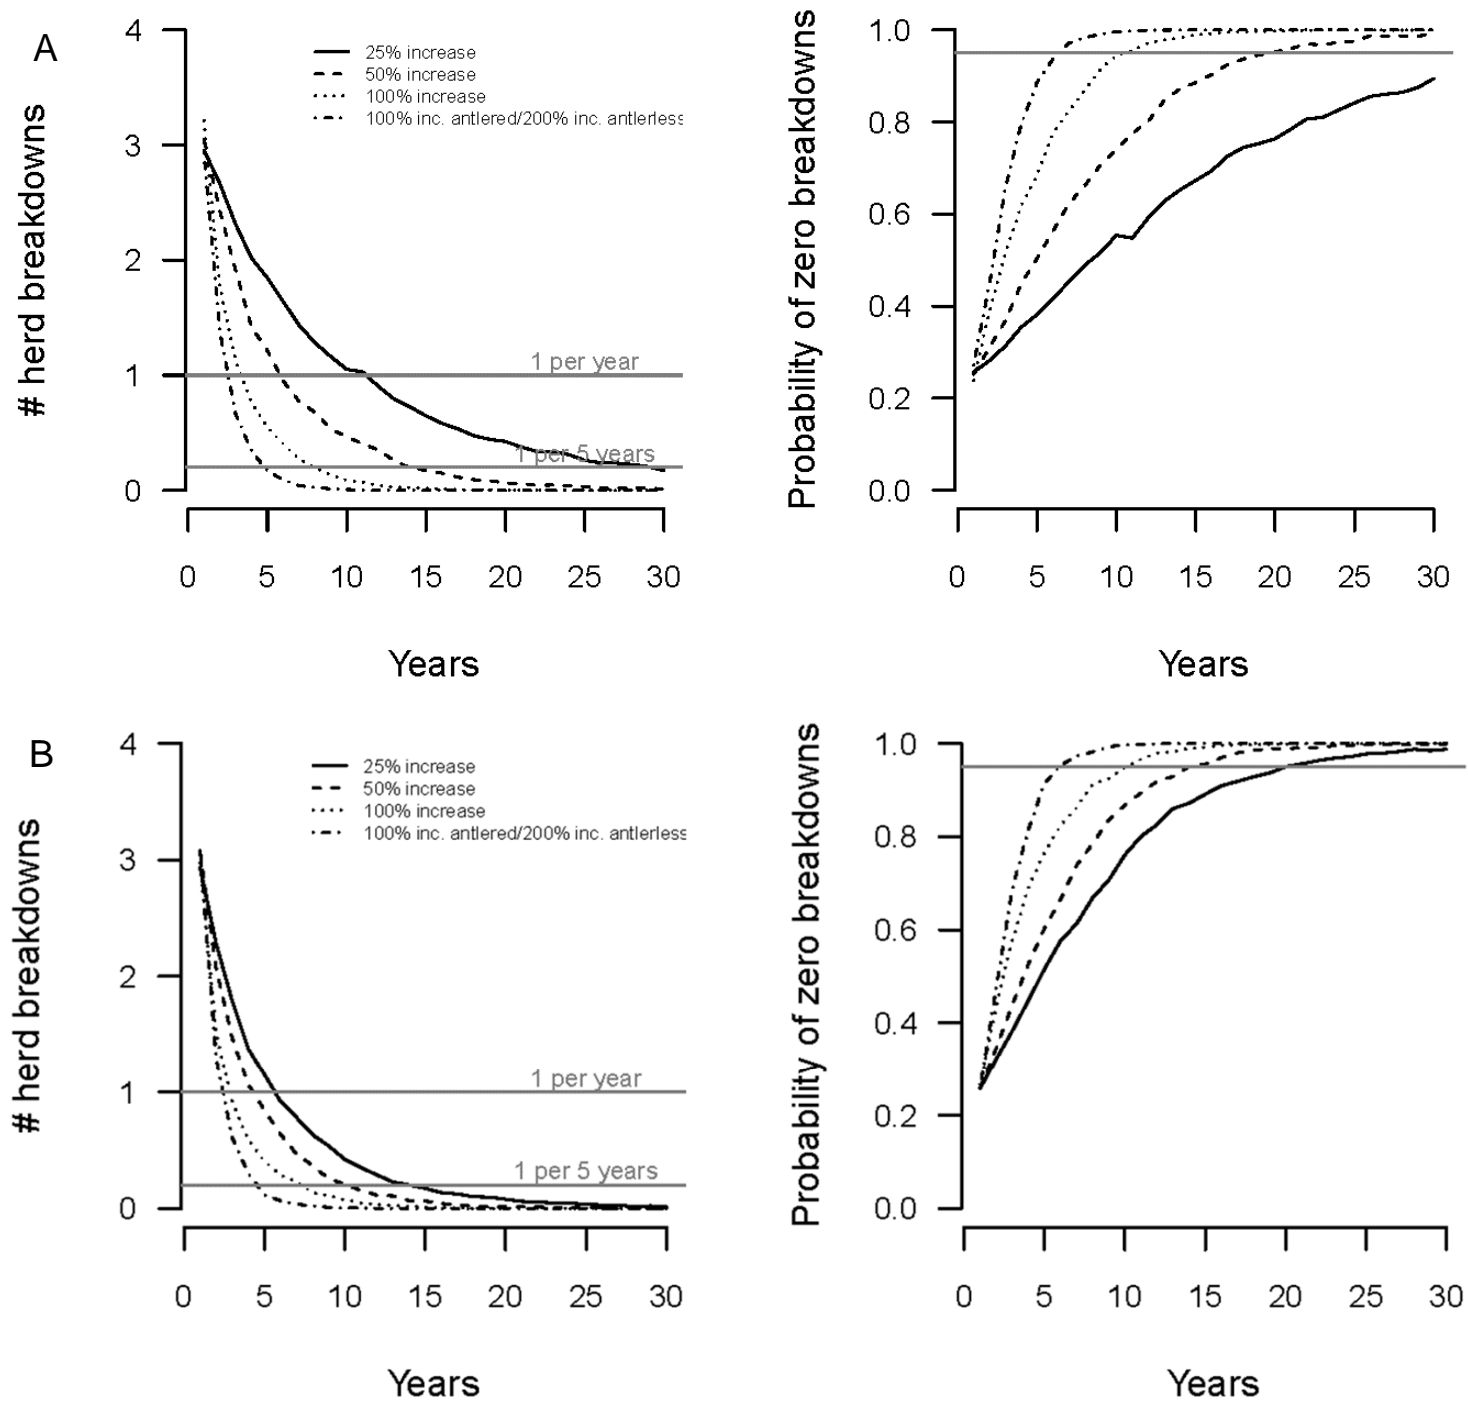 A
# herd breakdowns
4
3
2
1
0
25% increase
50% increase
100% increase
100% inc. antlered/200% inc. antlerless
1 per year
1 per 5 years
0 5 10 15 20 25 30
Years
Probability of zero breakdowns
1.0
0.8
0.6
0.4
0.2
0.0
0 5 10 15 20 25 30
Years
B
# herd breakdowns
4
3
2
1
0
25% increase
50% increase
100% increase
100% inc. antlered/200% inc. antlerless
1 per year
1 per 5 years
0 5 10 15 20 25 30
Years
Probability of zero breakdowns
1.0
0.8
0.6
0.4
0.2
0.0
0 5 10 15 20 25 30
Years